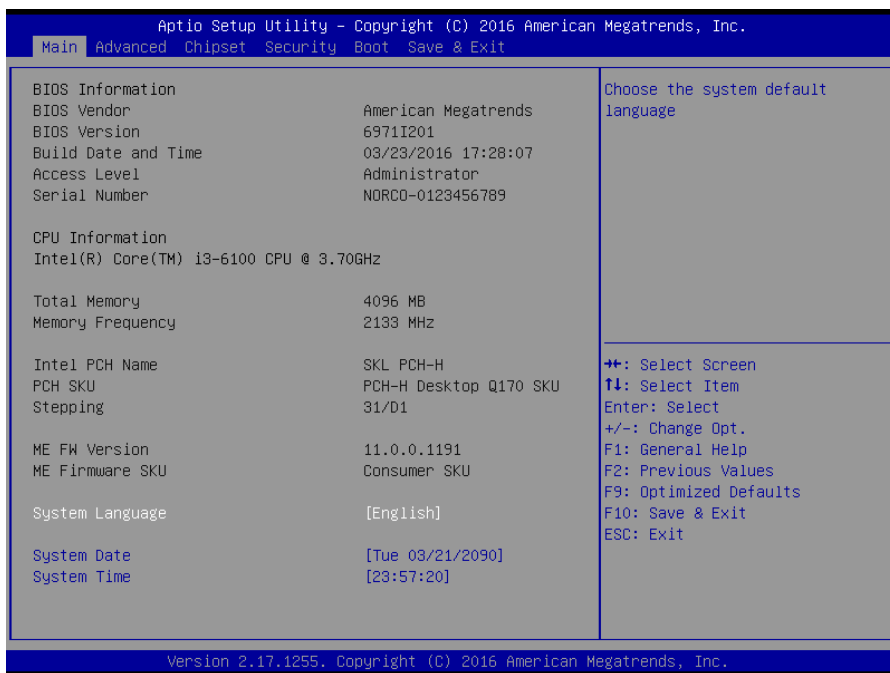 Aptio Setup Utility – Copyright (C) 2016 American Megatrends, Inc.
Main Advanced Chipset Security Boot Save & Exit
BIOS Information
BIOS Vendor American Megatrends
BIOS Version 6971I201
Build Date and Time 03/23/2016 17:28:07
Access Level Administrator
Serial Number NORCO-0123456789
CPU Information
Intel(R) Core(TM) i3-6100 CPU @ 3.70GHz
Total Memory 4096 MB
Memory Frequency 2133 MHz
Intel PCH Name SKL PCH-H
PCH SKU PCH-H Desktop Q170 SKU
Stepping 31/D1
ME FW Version 11.0.0.1191
ME Firmware SKU Consumer SKU
System Language [English]
System Date [Tue 03/21/2090]
System Time [23:57:20]
Choose the system default
language
→←: Select Screen
↑↓: Select Item
Enter: Select
+/-: Change Opt.
F1: General Help
F2: Previous Values
F9: Optimized Defaults
F10: Save & Exit
ESC: Exit
Version 2.17.1255. Copyright (C) 2016 American Megatrends, Inc.